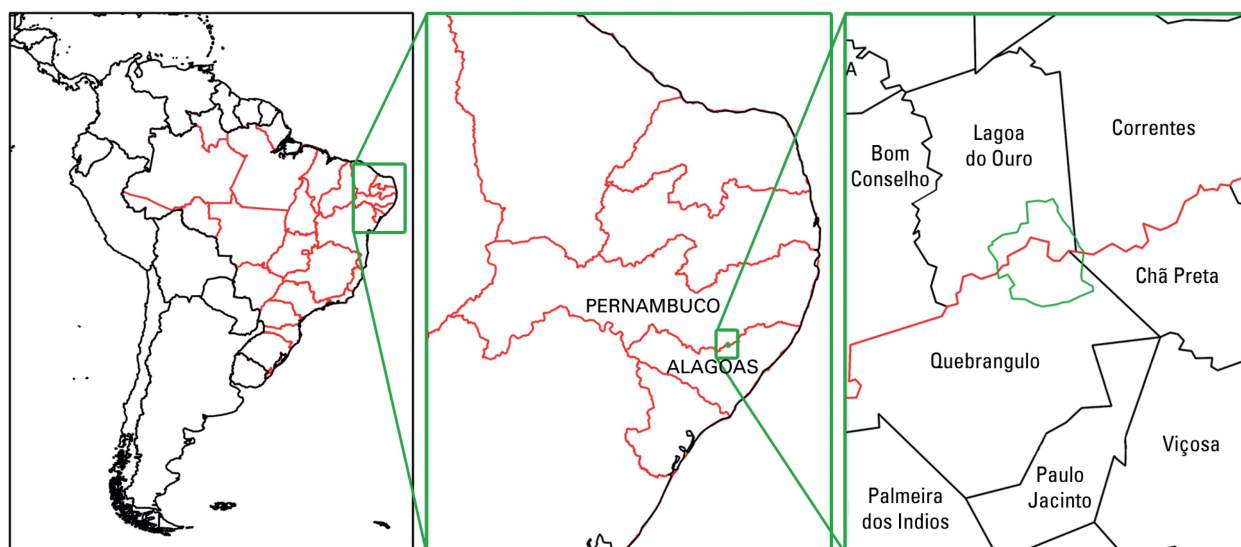 PERNAMBUCO
ALAGOAS
A
Bom
Conselho
Lagoa
do Ouro
Correntes
Chã Preta
Quebrangulo
Viçosa
Paulo
Jacinto
Palmeira
dos Indios